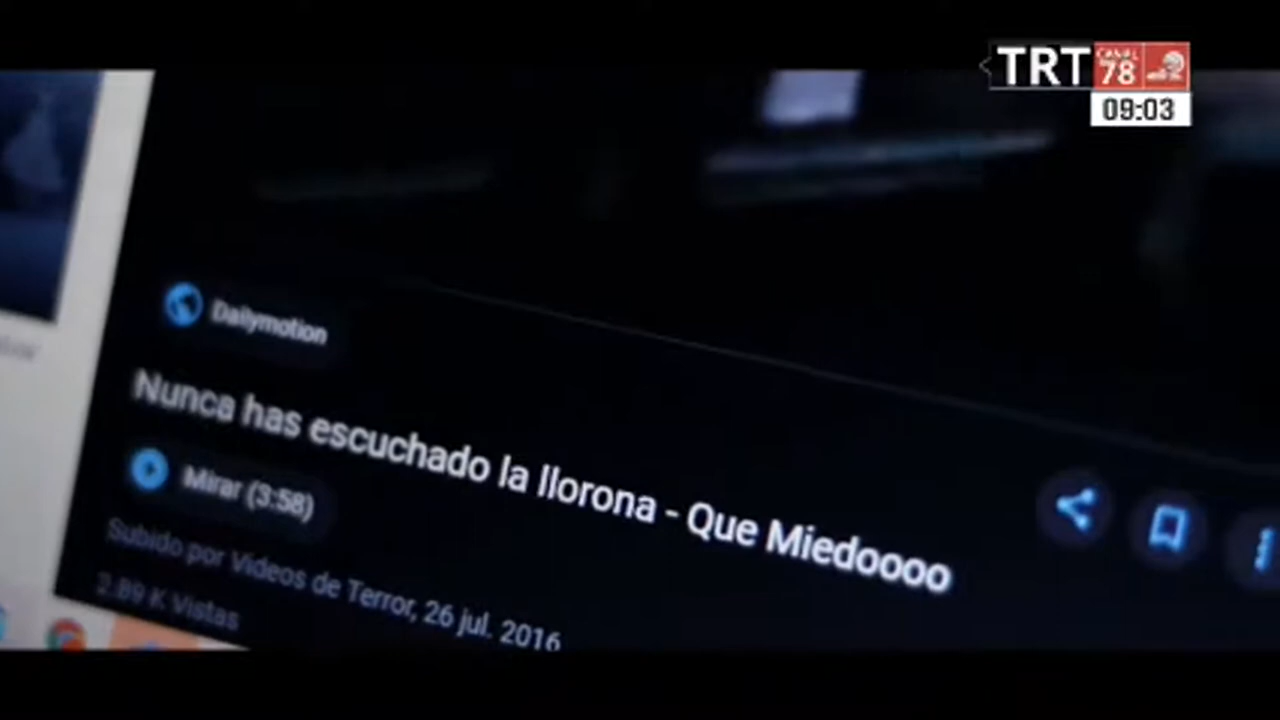 TRT
CANAL
78
09:03
Dailymotion
Nunca has escuchado la llorona - Que Miedoooo
Mirar (3:58)
Subido por Videos de Terror, 26 jul. 2016
2.89 K Vistas